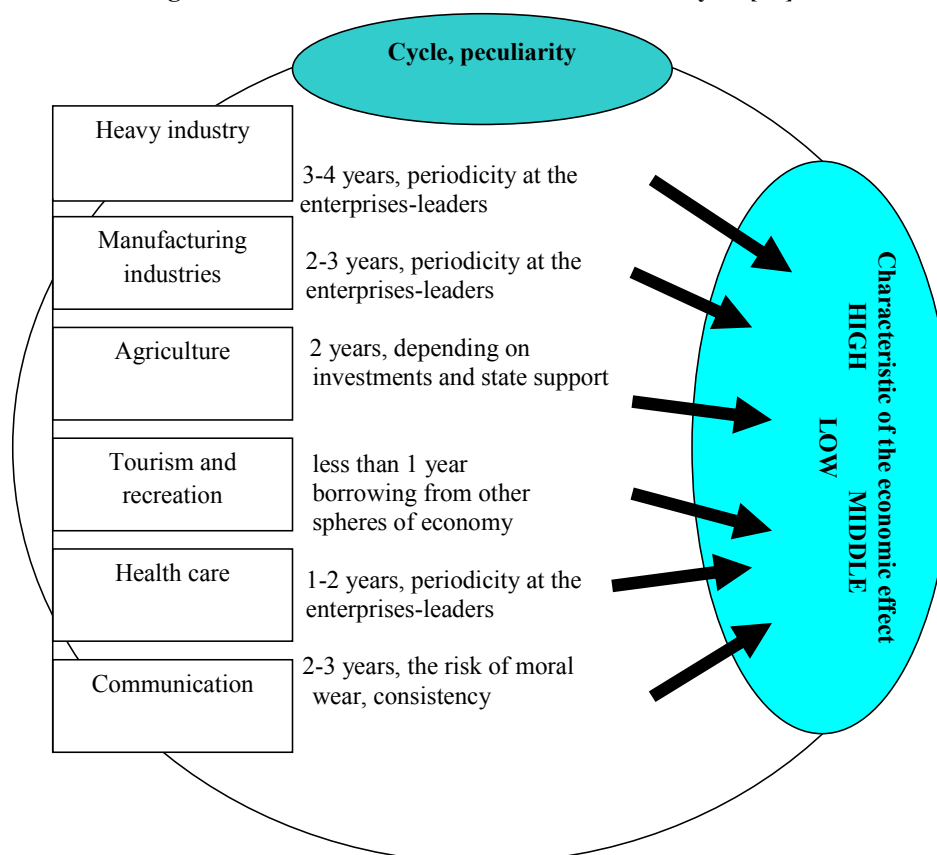 Cycle, peculiarity
Heavy industry
3-4 years, periodicity at the
enterprises-leaders
Manufacturing
industries
2-3 years, periodicity at the
enterprises-leaders
Agriculture
2 years, depending on
investments and state support
Tourism and
recreation
less than 1 year
borrowing from other
spheres of economy
Health care
1-2 years, periodicity at the
enterprises-leaders
Communication
2-3 years, the risk of moral
wear, consistency
Characteristic of the economic effect
HIGH
MIDDLE
LOW